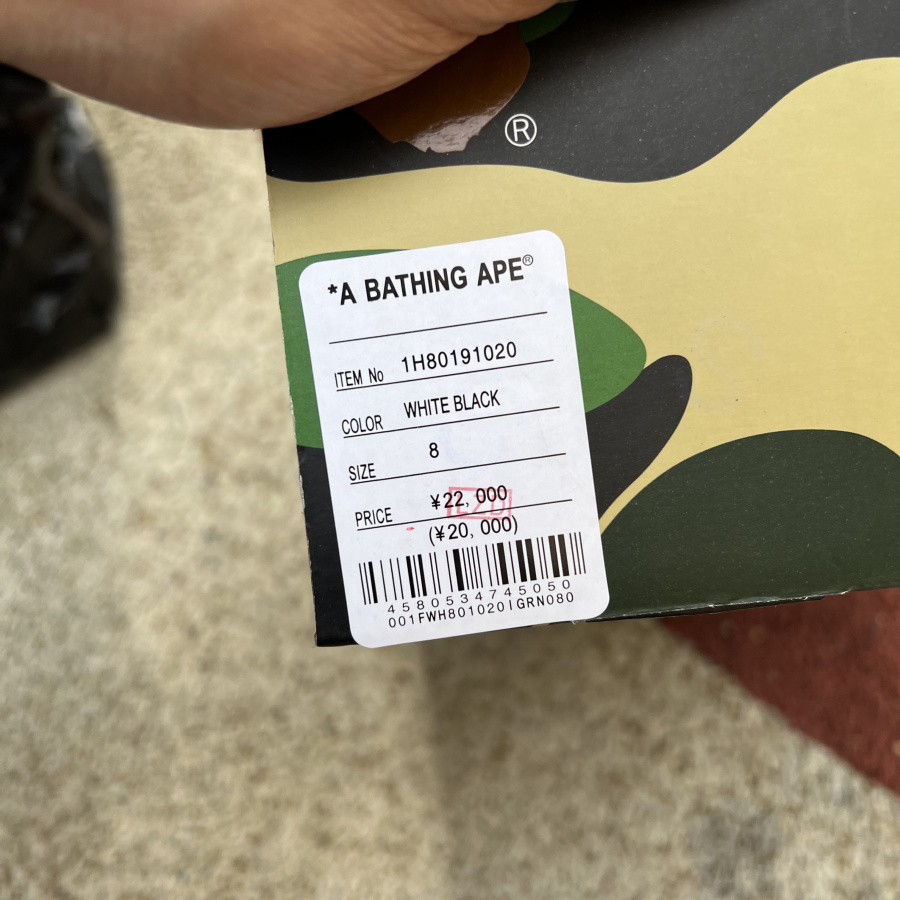 ®
*A BATHING APE®
ITEM No 1H80191020
COLOR WHITE BLACK
SIZE 8
PRICE ¥22,000
(¥20,000)
4580534745050
001FWH801020IGRN080